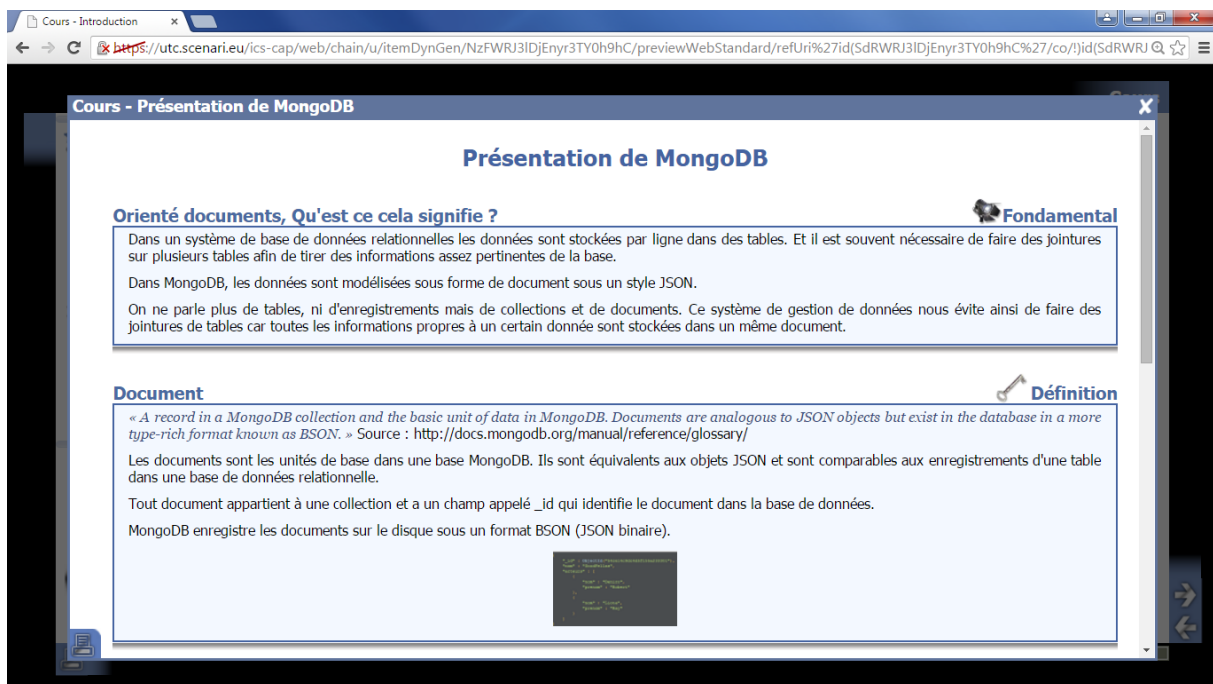 Cours - Introduction
https://utc.scenari.eu/ics-cap/web/chain/u/itemDynGen/NzFWRJ3lDjEnyr3TY0h9hC/previewWebStandard/refUri%27id(SdRWRJ3lDjEnyr3TY0h9hC%27/co/!)id(SdRWRJ
Cours - Présentation de MongoDB
Présentation de MongoDB
Orienté documents, Qu'est ce cela signifie ?
Fondamental
Dans un système de base de données relationnelles les données sont stockées par ligne dans des tables. Et il est souvent nécessaire de faire des jointures
sur plusieurs tables afin de tirer des informations assez pertinentes de la base.
Dans MongoDB, les données sont modélisées sous forme de document sous un style JSON.
On ne parle plus de tables, ni d'enregistrements mais de collections et de documents. Ce système de gestion de données nous évite ainsi de faire des
jointures de tables car toutes les informations propres à un certain donnée sont stockées dans un même document.
Document
Définition
« A record in a MongoDB collection and the basic unit of data in MongoDB. Documents are analogous to JSON objects but exist in the database in a more
type-rich format known as BSON. » Source : http://docs.mongodb.org/manual/reference/glossary/
Les documents sont les unités de base dans une base MongoDB. Ils sont équivalents aux objets JSON et sont comparables aux enregistrements d'une table
dans une base de données relationnelle.
Tout document appartient à une collection et a un champ appelé _id qui identifie le document dans la base de données.
MongoDB enregistre les documents sur le disque sous un format BSON (JSON binaire).